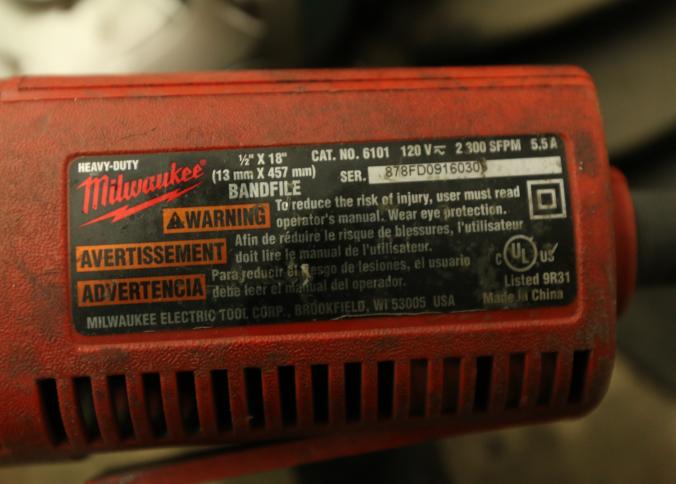 HEAVY-DUTY
Milwaukee
½" X 18"
(13 mm X 457 mm)
BANDFILE
CAT. NO. 6101 120 V 2 300 SFPM 5.5 A
SER. 878FD0916030
WARNING To reduce the risk of injury, user must read
operator's manual. Wear eye protection.
AVERTISSEMENT Afin de réduire le risque de blessures, l'utilisateur
doit lire le manuel de l'utilisateur.
ADVERTENCIA Para reducir el riesgo de lesiones, el usuario
debe leer el manual del operador.
C UL US
Listed 9R31
Made in China
MILWAUKEE ELECTRIC TOOL CORP., BROOKFIELD, WI 53005 USA